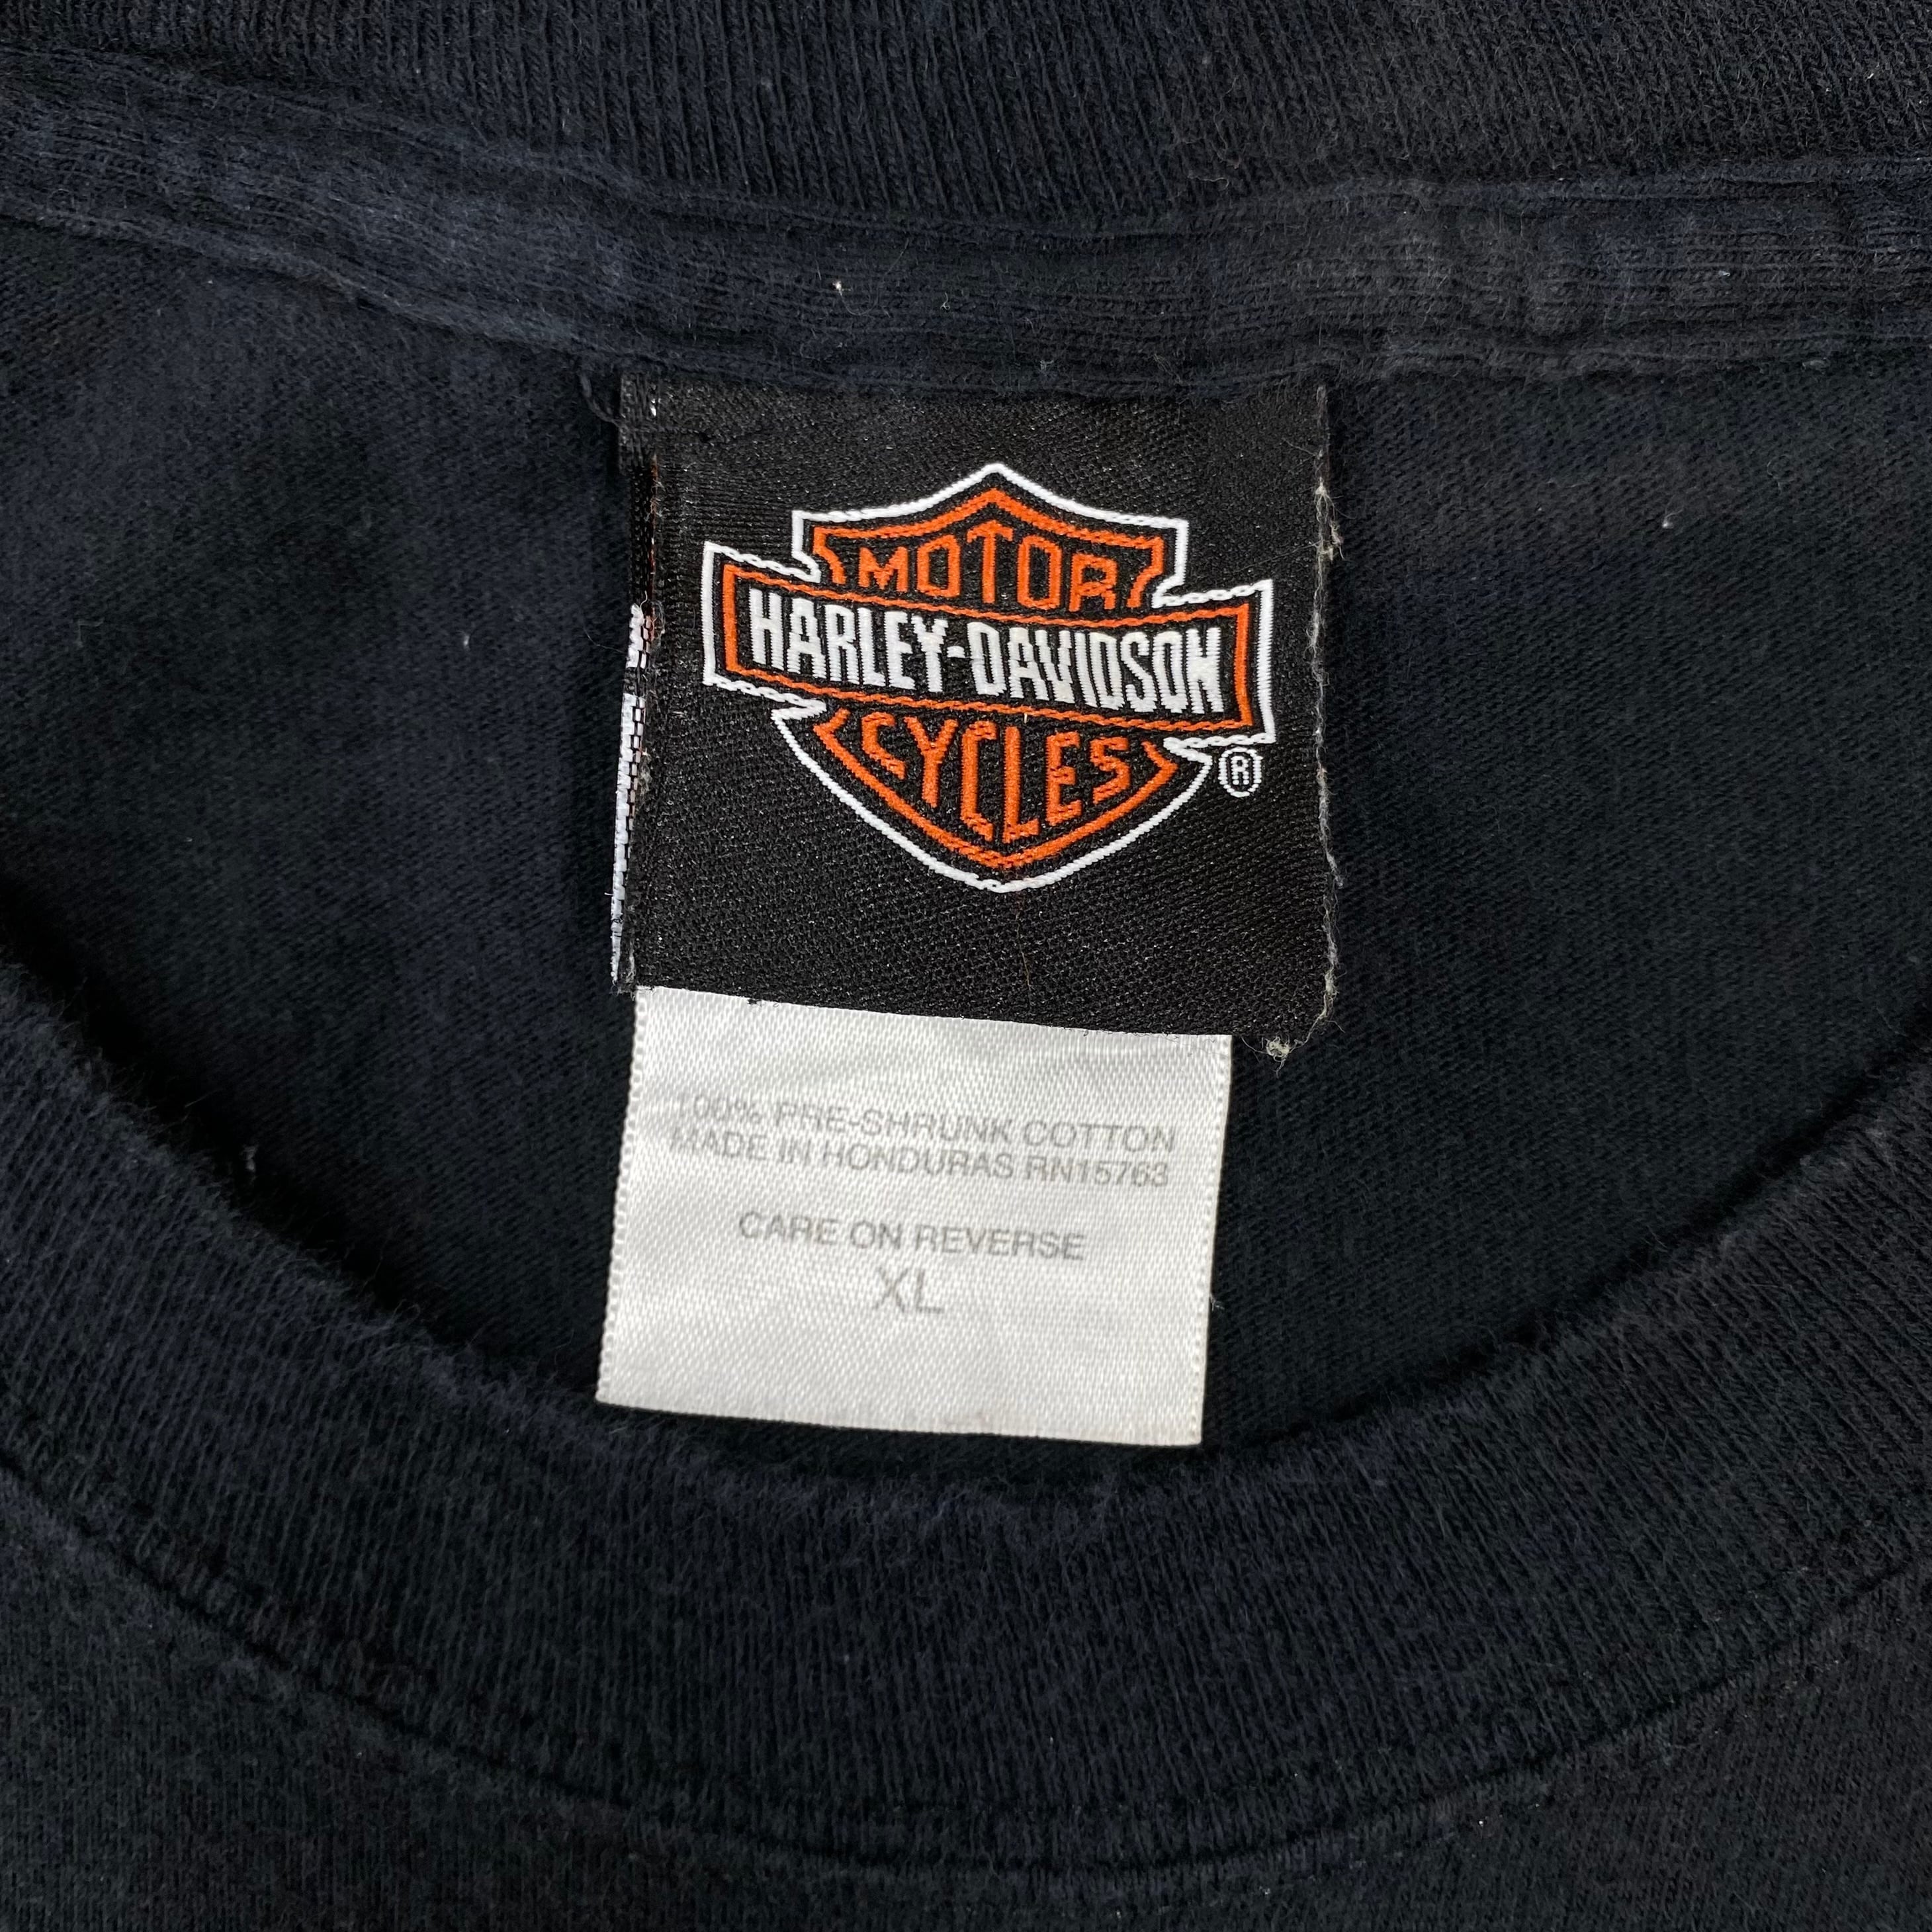 MOTOR
HARLEY-DAVIDSON
CYCLES
®
100% PRE-SHRUNK COTTON
MADE IN HONDURAS RN15763
CARE ON REVERSE
XL